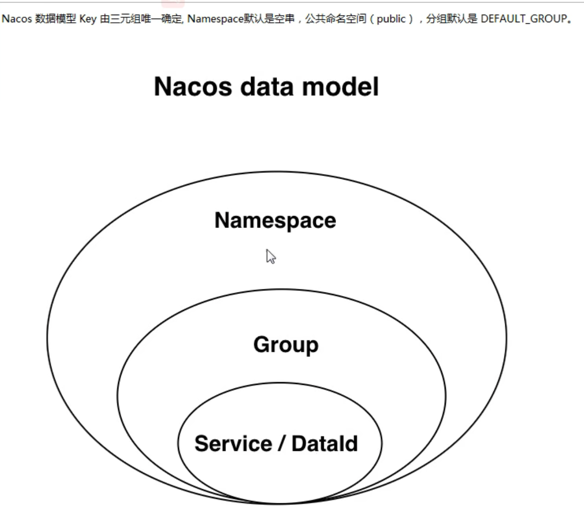 Nacos 数据模型 Key 由三元组唯一确定, Namespace默认是空串，公共命名空间（public），分组默认是 DEFAULT_GROUP。
Nacos data model
Namespace
Group
Service / DataId